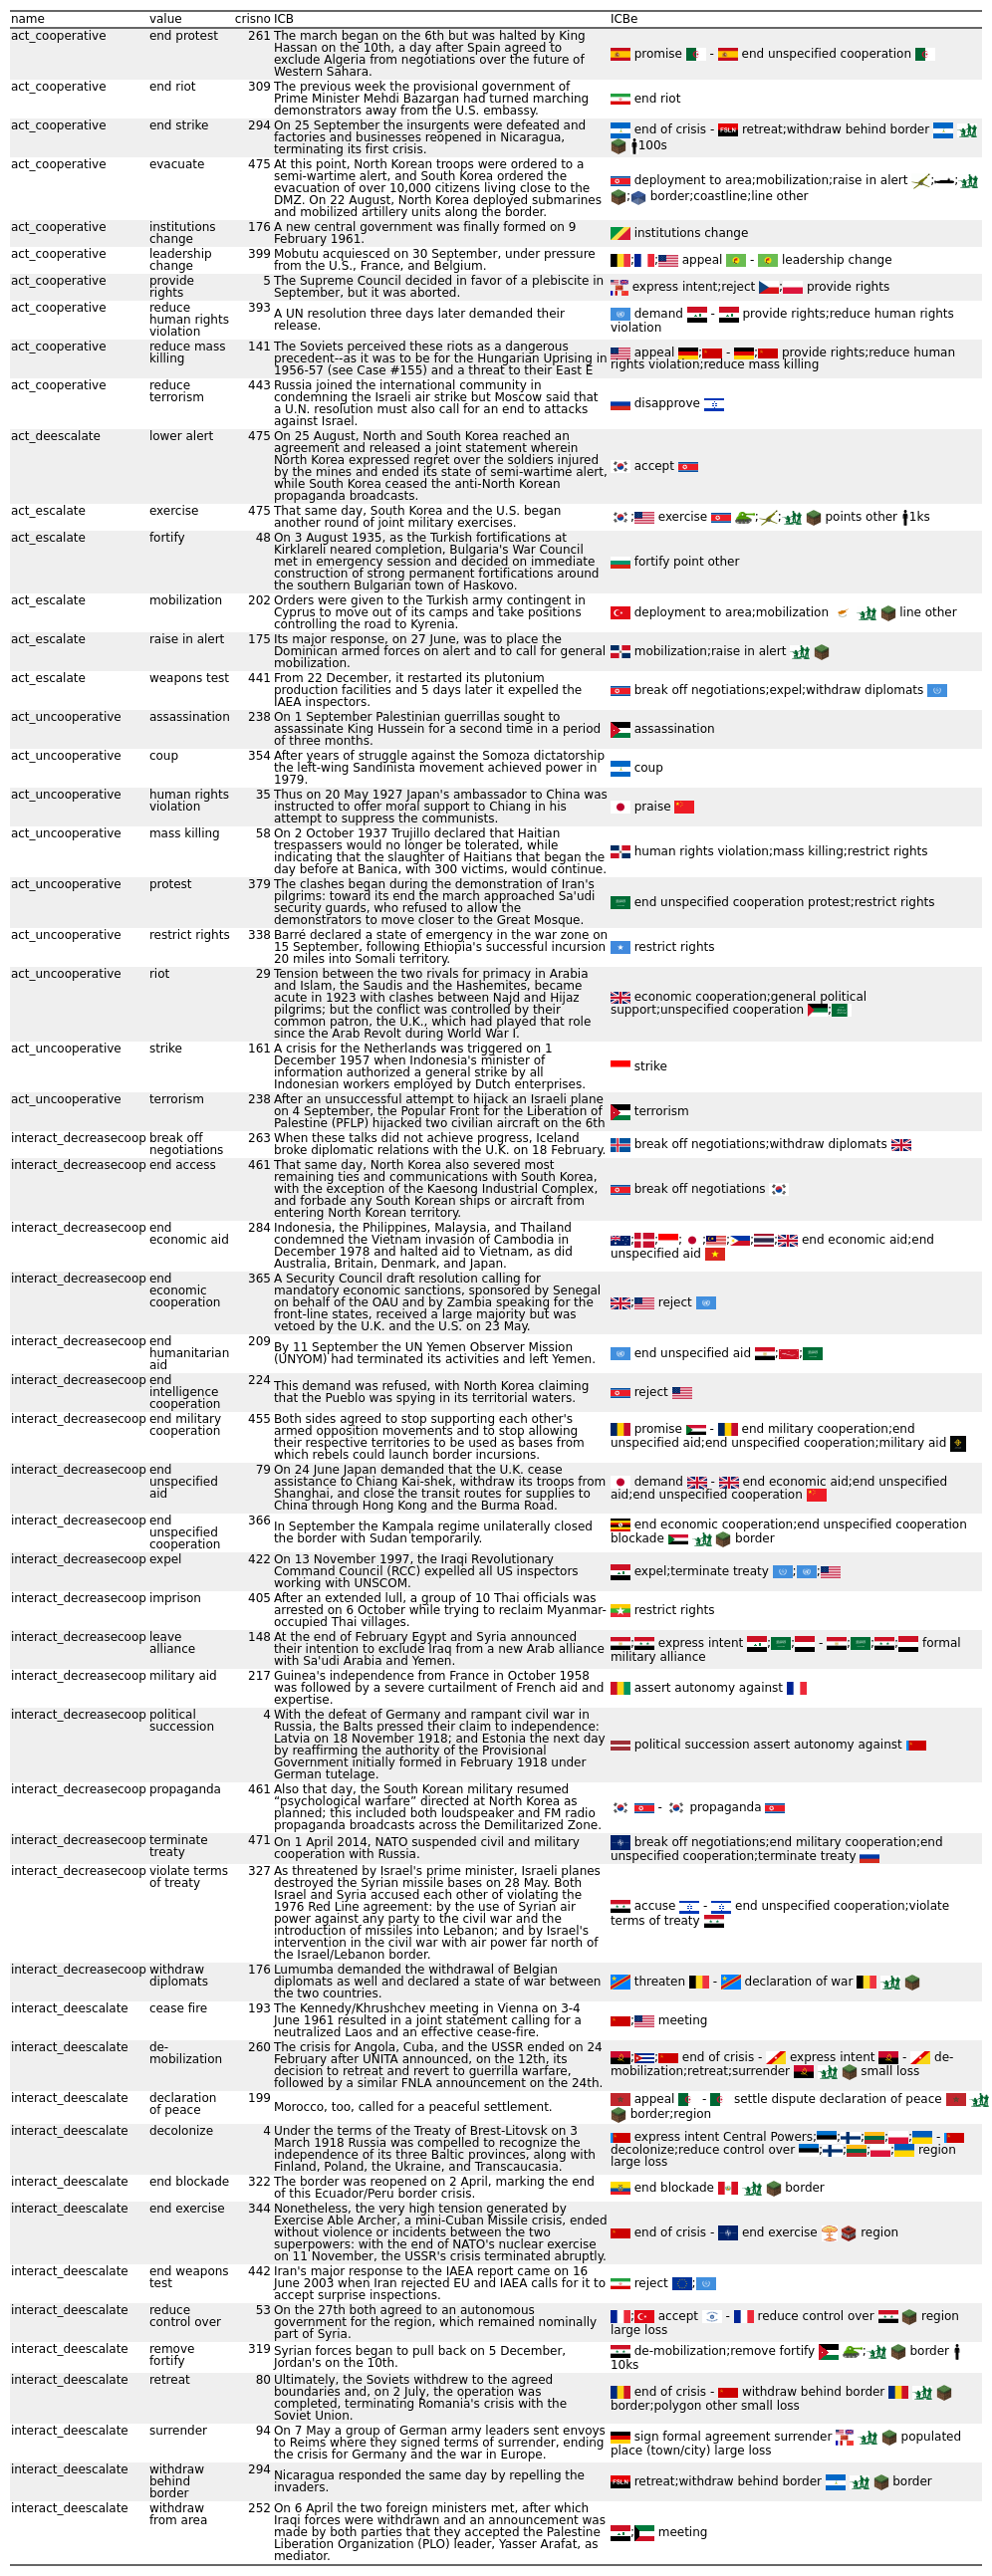 name value crisno ICB ICBe
act_cooperative end protest 261 The march began on the 6th but was halted by King
Hassan on the 10th, a day after Spain agreed to
exclude Algeria from negotiations over the future of
Western Sahara.
promise - end unspecified cooperation
act_cooperative end riot 309 The previous week the provisional government of
Prime Minister Mehdi Bazargan had turned marching
demonstrators away from the U.S. embassy.
end riot
act_cooperative end strike 294 On 25 September the insurgents were defeated and
factories and businesses reopened in Nicaragua,
terminating its first crisis.
end of crisis - FSLN retreat;withdraw behind border
100s
act_cooperative evacuate 475 At this point, North Korean troops were ordered to a
semi-wartime alert, and South Korea ordered the
evacuation of over 10,000 citizens living close to the
DMZ. On 22 August, North Korea deployed submarines
and mobilized artillery units along the border.
deployment to area;mobilization;raise in alert ; ;
; border;coastline;line other
act_cooperative institutions change 176 A new central government was finally formed on 9
February 1961.
institutions change
act_cooperative leadership change 399 Mobutu acquiesced on 30 September, under pressure
from the U.S., France, and Belgium.
; ; appeal - leadership change
act_cooperative provide rights 5 The Supreme Council decided in favor of a plebiscite in
September, but it was aborted.
express intent;reject ; provide rights
act_cooperative reduce human rights violation 393 A UN resolution three days later demanded their
release.
demand - provide rights;reduce human rights
violation
act_cooperative reduce mass killing 141 The Soviets perceived these riots as a dangerous
precedent--as it was to be for the Hungarian Uprising in
1956-57 (see Case #155) and a threat to their East E
appeal ; - ; provide rights;reduce human
rights violation;reduce mass killing
act_cooperative reduce terrorism 443 Russia joined the international community in
condemning the Israeli air strike but Moscow said that
a U.N. resolution must also call for an end to attacks
against Israel.
disapprove
act_deescalate lower alert 475 On 25 August, North and South Korea reached an
agreement and released a joint statement wherein
North Korea expressed regret over the soldiers injured
by the mines and ended its state of semi-wartime alert,
while South Korea ceased the anti-North Korean
propaganda broadcasts.
accept
act_escalate exercise 475 That same day, South Korea and the U.S. began
another round of joint military exercises.
; exercise ; ; points other 1ks
act_escalate fortify 48 On 3 August 1935, as the Turkish fortifications at
Kirklareli neared completion, Bulgaria's War Council
met in emergency session and decided on immediate
construction of strong permanent fortifications around
the southern Bulgarian town of Haskovo.
fortify point other
act_escalate mobilization 202 Orders were given to the Turkish army contingent in
Cyprus to move out of its camps and take positions
controlling the road to Kyrenia.
deployment to area;mobilization line other
act_escalate raise in alert 175 Its major response, on 27 June, was to place the
Dominican armed forces on alert and to call for general
mobilization.
mobilization;raise in alert
act_escalate weapons test 441 From 22 December, it restarted its plutonium
production facilities and 5 days later it expelled the
IAEA inspectors.
break off negotiations;expel;withdraw diplomats
act_uncooperative assassination 238 On 1 September Palestinian guerrillas sought to
assassinate King Hussein for a second time in a period
of three months.
assassination
act_uncooperative coup 354 After years of struggle against the Somoza dictatorship
the left-wing Sandinista movement achieved power in
1979.
coup
act_uncooperative human rights violation 35 Thus on 20 May 1927 Japan's ambassador to China was
instructed to offer moral support to Chiang in his
attempt to suppress the communists.
praise
act_uncooperative mass killing 58 On 2 October 1937 Trujillo declared that Haitian
trespassers would no longer be tolerated, while
indicating that the slaughter of Haitians that began the
day before at Banica, with 300 victims, would continue.
human rights violation;mass killing;restrict rights
act_uncooperative protest 379 The clashes began during the demonstration of Iran's
pilgrims: toward its end the march approached Sa'udi
security guards, who refused to allow the
demonstrators to move closer to the Great Mosque.
end unspecified cooperation protest;restrict rights
act_uncooperative restrict rights 338 Barré declared a state of emergency in the war zone on
15 September, following Ethiopia's successful incursion
20 miles into Somali territory.
restrict rights
act_uncooperative riot 29 Tension between the two rivals for primacy in Arabia
and Islam, the Saudis and the Hashemites, became
acute in 1923 with clashes between Najd and Hijaz
pilgrims; but the conflict was controlled by their
common patron, the U.K., which had played that role
since the Arab Revolt during World War I.
economic cooperation;general political
support;unspecified cooperation ;
act_uncooperative strike 161 A crisis for the Netherlands was triggered on 1
December 1957 when Indonesia's minister of
information authorized a general strike by all
Indonesian workers employed by Dutch enterprises.
strike
act_uncooperative terrorism 238 After an unsuccessful attempt to hijack an Israeli plane
on 4 September, the Popular Front for the Liberation of
Palestine (PFLP) hijacked two civilian aircraft on the 6th
terrorism
interact_decreasecoop break off negotiations 263 When these talks did not achieve progress, Iceland
broke diplomatic relations with the U.K. on 18 February.
break off negotiations;withdraw diplomats
interact_decreasecoop end access 461 That same day, North Korea also severed most
remaining ties and communications with South Korea,
with the exception of the Kaesong Industrial Complex,
and forbade any South Korean ships or aircraft from
entering North Korean territory.
break off negotiations
interact_decreasecoop end economic aid 284 Indonesia, the Philippines, Malaysia, and Thailand
condemned the Vietnam invasion of Cambodia in
December 1978 and halted aid to Vietnam, as did
Australia, Britain, Denmark, and Japan.
; ; ; ; ; ; ; end economic aid;end
unspecified aid
interact_decreasecoop end economic cooperation 365 A Security Council draft resolution calling for
mandatory economic sanctions, sponsored by Senegal
on behalf of the OAU and by Zambia speaking for the
front-line states, received a large majority but was
vetoed by the U.K. and the U.S. on 23 May.
; reject
interact_decreasecoop end humanitarian aid 209 By 11 September the UN Yemen Observer Mission
(UNYOM) had terminated its activities and left Yemen.
end unspecified aid ; ;
interact_decreasecoop end intelligence cooperation 224 This demand was refused, with North Korea claiming
that the Pueblo was spying in its territorial waters.
reject
interact_decreasecoop end military cooperation 455 Both sides agreed to stop supporting each other's
armed opposition movements and to stop allowing
their respective territories to be used as bases from
which rebels could launch border incursions.
promise - end military cooperation;end
unspecified aid;end unspecified cooperation;military aid
interact_decreasecoop end unspecified aid 79 On 24 June Japan demanded that the U.K. cease
assistance to Chiang Kai-shek, withdraw its troops from
Shanghai, and close the transit routes for supplies to
China through Hong Kong and the Burma Road.
demand - end economic aid;end unspecified
aid;end unspecified cooperation
interact_decreasecoop end unspecified cooperation 366 In September the Kampala regime unilaterally closed
the border with Sudan temporarily.
end economic cooperation;end unspecified cooperation
blockade border
interact_decreasecoop expel 422 On 13 November 1997, the Iraqi Revolutionary
Command Council (RCC) expelled all US inspectors
working with UNSCOM.
expel;terminate treaty ; ;
interact_decreasecoop imprison 405 After an extended lull, a group of 10 Thai officials was
arrested on 6 October while trying to reclaim Myanmar-
occupied Thai villages.
restrict rights
interact_decreasecoop leave alliance 148 At the end of February Egypt and Syria announced
their intention to exclude Iraq from a new Arab alliance
with Sa'udi Arabia and Yemen.
; express intent ; ; - ; ; ; formal
military alliance
interact_decreasecoop military aid 217 Guinea's independence from France in October 1958
was followed by a severe curtailment of French aid and
expertise.
assert autonomy against
interact_decreasecoop political succession 4 With the defeat of Germany and rampant civil war in
Russia, the Balts pressed their claim to independence:
Latvia on 18 November 1918; and Estonia the next day
by reaffirming the authority of the Provisional
Government initially formed in February 1918 under
German tutelage.
political succession assert autonomy against
interact_decreasecoop propaganda 461 Also that day, the South Korean military resumed
“psychological warfare” directed at North Korea as
planned; this included both loudspeaker and FM radio
propaganda broadcasts across the Demilitarized Zone.
- propaganda
interact_decreasecoop terminate treaty 471 On 1 April 2014, NATO suspended civil and military
cooperation with Russia.
break off negotiations;end military cooperation;end
unspecified cooperation;terminate treaty
interact_decreasecoop violate terms of treaty 327 As threatened by Israel's prime minister, Israeli planes
destroyed the Syrian missile bases on 28 May. Both
Israel and Syria accused each other of violating the
1976 Red Line agreement: by the use of Syrian air
power against any party to the civil war and the
introduction of missiles into Lebanon; and by Israel's
intervention in the civil war with air power far north of
the Israel/Lebanon border.
accuse - end unspecified cooperation;violate
terms of treaty
interact_decreasecoop withdraw diplomats 176 Lumumba demanded the withdrawal of Belgian
diplomats as well and declared a state of war between
the two countries.
threaten - declaration of war
interact_deescalate cease fire 193 The Kennedy/Khrushchev meeting in Vienna on 3-4
June 1961 resulted in a joint statement calling for a
neutralized Laos and an effective cease-fire.
; meeting
interact_deescalate de-mobilization 260 The crisis for Angola, Cuba, and the USSR ended on 24
February after UNITA announced, on the 12th, its
decision to retreat and revert to guerrilla warfare,
followed by a similar FNLA announcement on the 24th.
; ; end of crisis - express intent - de-
mobilization;retreat;surrender small loss
interact_deescalate declaration of peace 199 Morocco, too, called for a peaceful settlement.
appeal - settle dispute declaration of peace
border;region
interact_deescalate decolonize 4 Under the terms of the Treaty of Brest-Litovsk on 3
March 1918 Russia was compelled to recognize the
independence of its three Baltic provinces, along with
Finland, Poland, the Ukraine, and Transcaucasia.
express intent Central Powers; ; ; ; ; -
decolonize;reduce control over ; ; ; ; region
large loss
interact_deescalate end blockade 322 The border was reopened on 2 April, marking the end
of this Ecuador/Peru border crisis.
end blockade border
interact_deescalate end exercise 344 Nonetheless, the very high tension generated by
Exercise Able Archer, a mini-Cuban Missile crisis, ended
without violence or incidents between the two
superpowers: with the end of NATO's nuclear exercise
on 11 November, the USSR's crisis terminated abruptly.
end of crisis - end exercise region
interact_deescalate end weapons test 442 Iran's major response to the IAEA report came on 16
June 2003 when Iran rejected EU and IAEA calls for it to
accept surprise inspections.
reject ;
interact_deescalate reduce control over 53 On the 27th both agreed to an autonomous
government for the region, which remained nominally
part of Syria.
; accept - reduce control over region
large loss
interact_deescalate remove fortify 319 Syrian forces began to pull back on 5 December,
Jordan's on the 10th.
de-mobilization;remove fortify ; border
10ks
interact_deescalate retreat 80 Ultimately, the Soviets withdrew to the agreed
boundaries and, on 2 July, the operation was
completed, terminating Romania's crisis with the
Soviet Union.
end of crisis - withdraw behind border
border;polygon other small loss
interact_deescalate surrender 94 On 7 May a group of German army leaders sent envoys
to Reims where they signed terms of surrender, ending
the crisis for Germany and the war in Europe.
sign formal agreement surrender populated
place (town/city) large loss
interact_deescalate withdraw behind border 294 Nicaragua responded the same day by repelling the
invaders.
FSLN retreat;withdraw behind border border
interact_deescalate withdraw from area 252 On 6 April the two foreign ministers met, after which
Iraqi forces were withdrawn and an announcement was
made by both parties that they accepted the Palestine
Liberation Organization (PLO) leader, Yasser Arafat, as
mediator.
; meeting